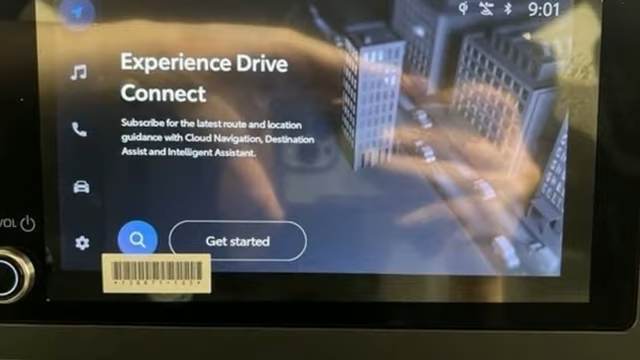 9:01
Experience Drive
Connect
Subscribe for the latest route and location
guidance with Cloud Navigation, Destination
Assist and Intelligent Assistant.
VOL
Get started